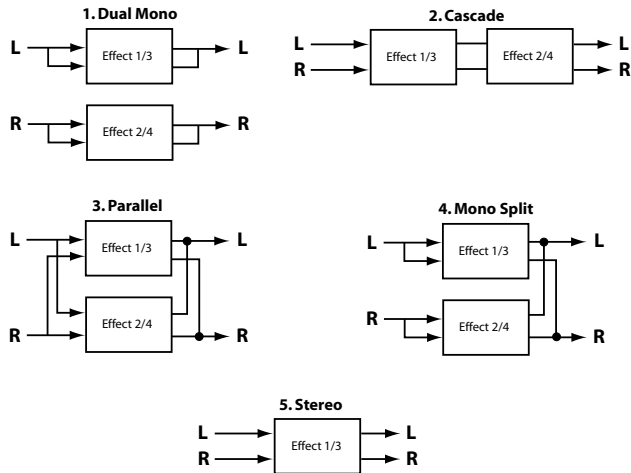 1. Dual Mono
L Effect 1/3 L
R Effect 2/4 R
2. Cascade
L L
R Effect 1/3 Effect 2/4 R
3. Parallel
L Effect 1/3 L
R Effect 2/4 R
4. Mono Split
L Effect 1/3 L
R Effect 2/4 R
5. Stereo
L L
R Effect 1/3 R